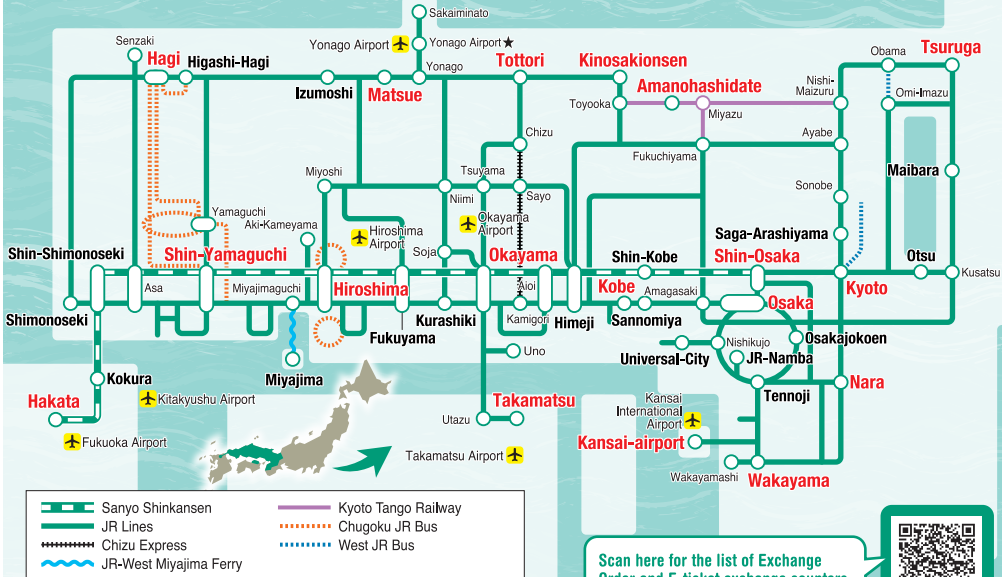 Sakaiminato
Senzaki
Yonago Airport
Yonago Airport★
Obama
Tsuruga
Hagi
Higashi-Hagi
Yonago
Tottori
Kinosakionsen
Nishi-
Maizuru
Omi-Imazu
Izumoshi
Matsue
Toyooka
Amanohashidate
Miyazu
Chizu
Ayabe
Fukuchiyama
Miyoshi
Tsuyama
Maibara
Niimi
Sayo
Sonobe
Yamaguchi
Aki-Kameyama
Hiroshima
Airport
Okayama
Airport
Saga-Arashiyama
Shin-Shimonoseki
Shin-Yamaguchi
Soja
Okayama
Shin-Kobe
Shin-Osaka
Otsu
Kusatsu
Asa
Miyajimaguchi
Hiroshima
Aioi
Kobe
Amagasaki
Kyoto
Osaka
Shimonoseki
Fukuyama
Kurashiki
Kamigori
Himeji
Sannomiya
Nishikujo
Osakajokoen
Universal-City
JR-Namba
Uno
Miyajima
Kokura
Tennoji
Nara
Hakata
Kitakyushu Airport
Takamatsu
Utazu
Kansai
International
Airport
Fukuoka Airport
Kansai-airport
Takamatsu Airport
Wakayamashi
Wakayama
Sanyo Shinkansen
JR Lines
Chizu Express
JR-West Miyajima Ferry
Kyoto Tango Railway
Chugoku JR Bus
West JR Bus
Scan here for the list of Exchange
Order and E-ticket exchange counters